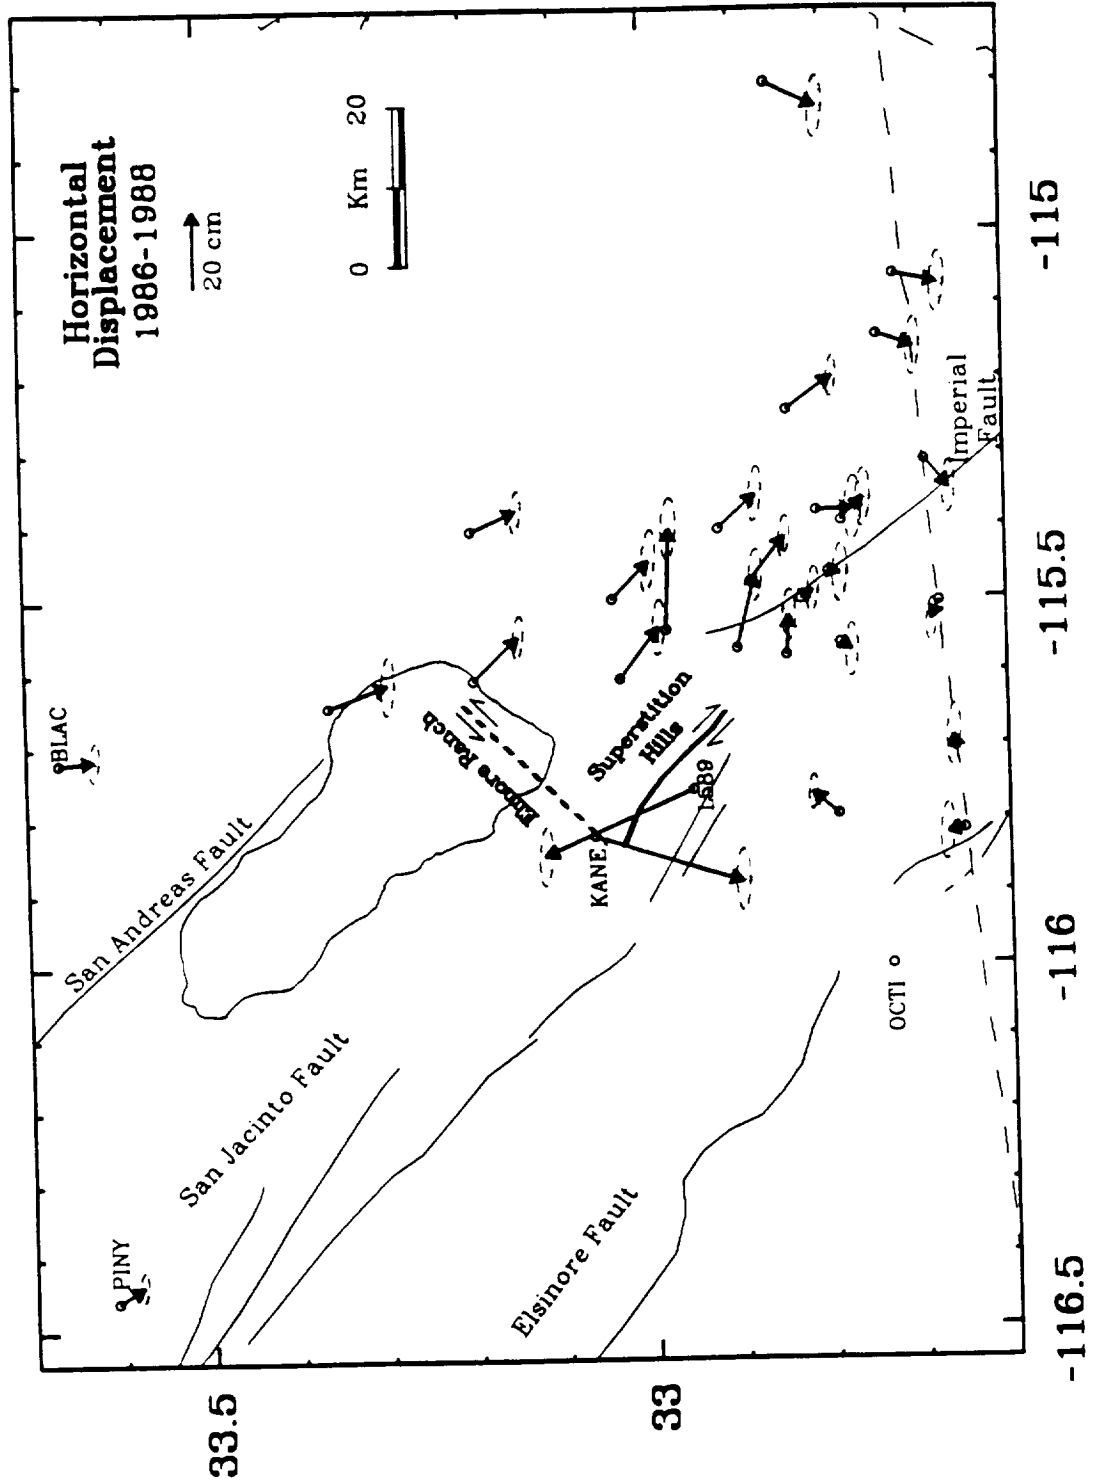 Horizontal
Displacement
1986-1988
20 cm
0 Km 20
BLAC
San Andreas Fault
Elmore Ranch
Superstition
Hills
1589
KANE
San Jacinto Fault
PINY
Elsinore Fault
OCTI
Imperial
Fault
33.5
33
-116.5
-116
-115.5
-115